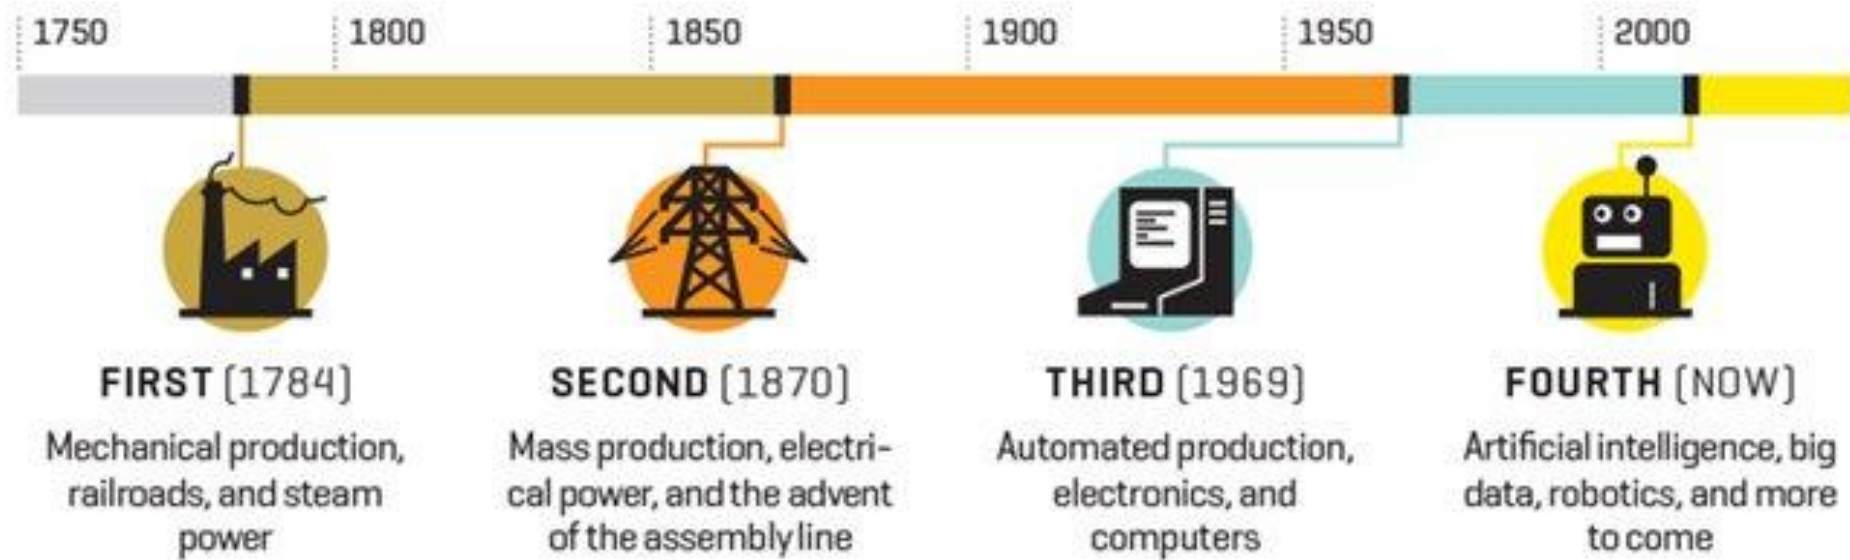 1750 1800 1850 1900 1950 2000
FIRST (1784)
Mechanical production,
railroads, and steam
power
SECOND (1870)
Mass production, electri-
cal power, and the advent
of the assembly line
THIRD (1969)
Automated production,
electronics, and
computers
FOURTH (NOW)
Artificial intelligence, big
data, robotics, and more
to come